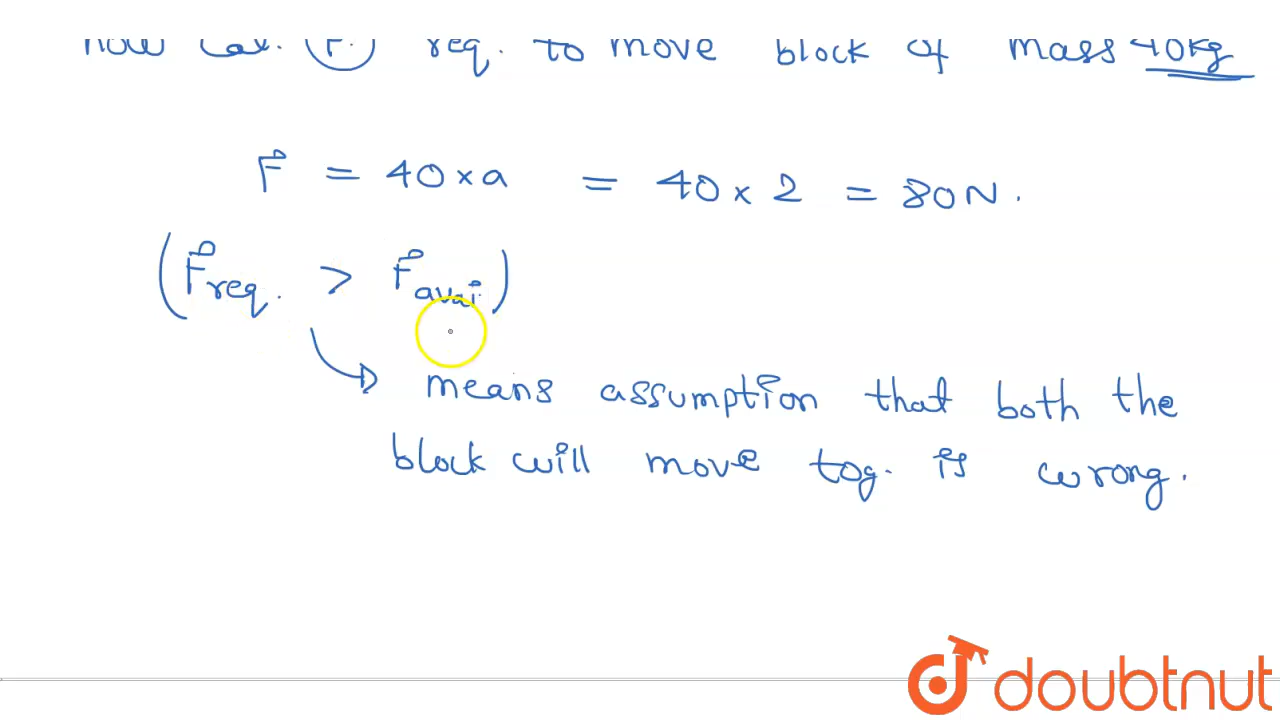 now cal. F. req. to move block of mass 40kg
F = 40 × a = 40 × 2 = 80N.
(Freq. > Favai.)
means assumption that both the
block will move tog. is wrong.
doubtnut